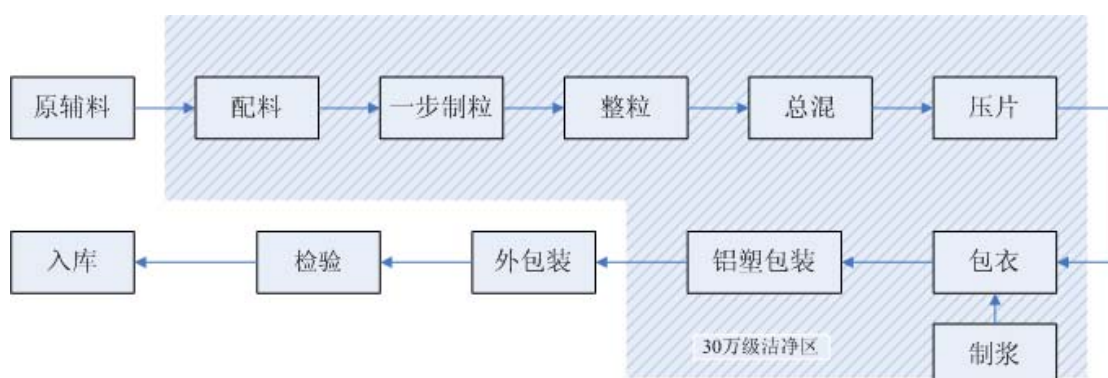 原辅料
配料
一步制粒
整粒
总混
压片
入库
检验
外包装
铝塑包装
包衣
30万级洁净区
制浆